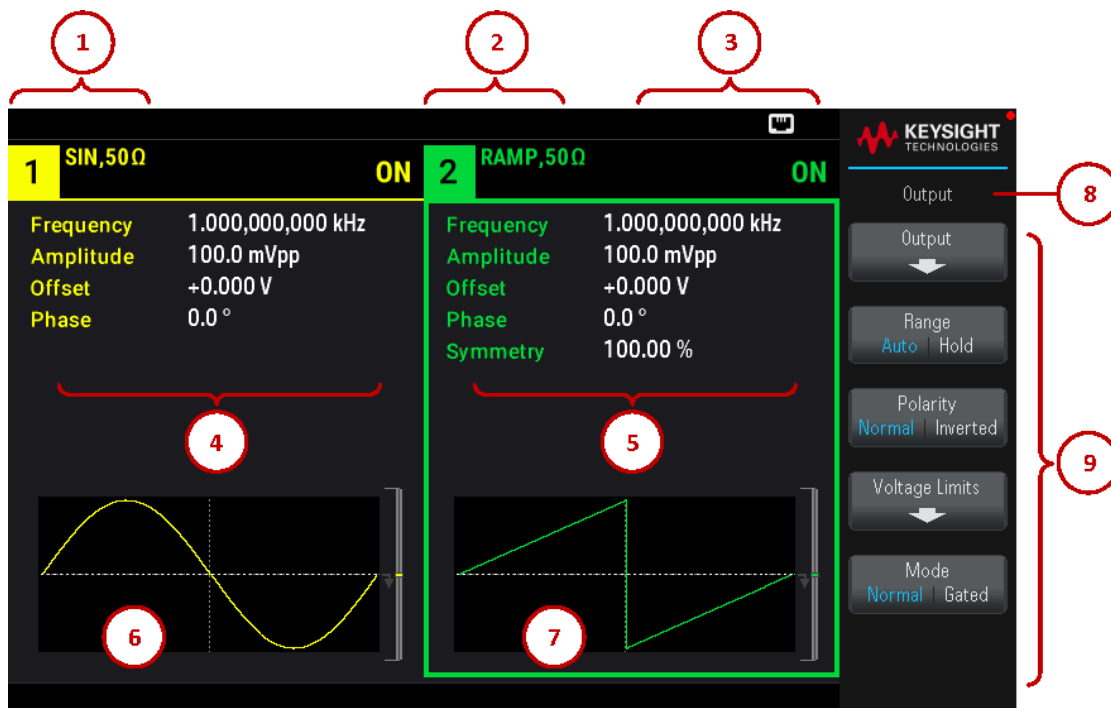 1
2
3
KEYSIGHT
TECHNOLOGIES
1 SIN,50Ω ON
2 RAMP,50Ω ON
Output
8
Frequency 1.000,000,000 kHz
Amplitude 100.0 mVpp
Offset +0.000 V
Phase 0.0 °
4
Frequency 1.000,000,000 kHz
Amplitude 100.0 mVpp
Offset +0.000 V
Phase 0.0 °
Symmetry 100.00 %
5
6
7
Output
Range
Auto | Hold
Polarity
Normal | Inverted
Voltage Limits
Mode
Normal | Gated
9